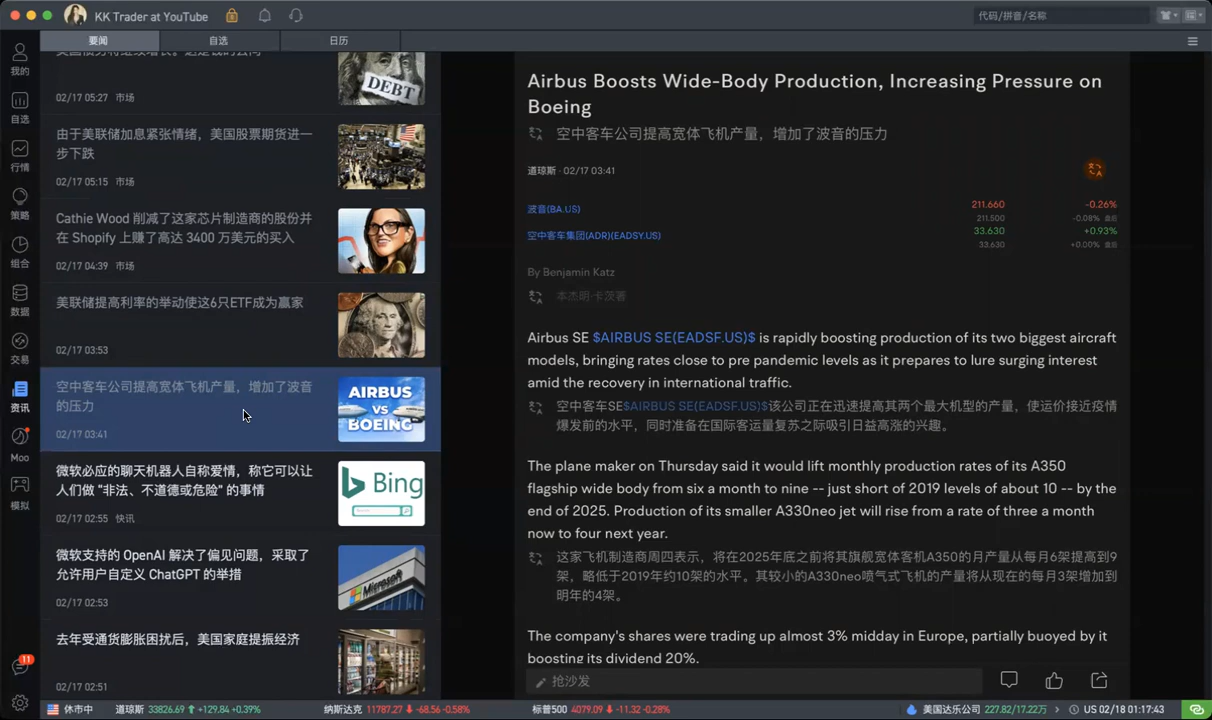 KK Trader at YouTube
代码/拼音/名称
要闻
自选
日历
我的
自选
行情
策略
组合
数据
交易
资讯
Moo
模拟
11
DEBT
02/17 05:27 市场
由于美联储加息紧张情绪，美国股票期货进一
步下跌
02/17 05:15 市场
Cathie Wood 削减了这家芯片制造商的股份并
在 Shopify 上赚了高达 3400 万美元的买入
02/17 04:39 市场
美联储提高利率的举动使这6只ETF成为赢家
02/17 03:53
空中客车公司提高宽体飞机产量，增加了波音
的压力
02/17 03:41
AIRBUS
VS
BOEING
微软必应的聊天机器人自称爱情，称它可以让
人们做 “非法、不道德或危险” 的事情
02/17 02:55 快讯
Bing
微软支持的 OpenAI 解决了偏见问题，采取了
允许用户自定义 ChatGPT 的举措
02/17 02:53
Microsoft
去年受通货膨胀困扰后，美国家庭提振经济
02/17 02:51
Airbus Boosts Wide-Body Production, Increasing Pressure on
Boeing
空中客车公司提高宽体飞机产量，增加了波音的压力
道琼斯 · 02/17 03:41
波音(BA.US)
211.660
-0.26%
211.500
-0.08% 盘后
空中客车集团(ADR)(EADSY.US)
33.630
+0.93%
33.630
+0.00% 盘后
By Benjamin Katz
本杰明·卡茨著
Airbus SE $AIRBUS SE(EADSF.US)$ is rapidly boosting production of its two biggest aircraft
models, bringing rates close to pre pandemic levels as it prepares to lure surging interest
amid the recovery in international traffic.
空中客车SE$AIRBUS SE(EADSF.US)$该公司正在迅速提高其两个最大机型的产量，使运价接近疫情
爆发前的水平，同时准备在国际客运量复苏之际吸引日益高涨的兴趣。
The plane maker on Thursday said it would lift monthly production rates of its A350
flagship wide body from six a month to nine -- just short of 2019 levels of about 10 -- by the
end of 2025. Production of its smaller A330neo jet will rise from a rate of three a month
now to four next year.
这家飞机制造商周四表示，将在2025年底之前将其旗舰宽体客机A350的月产量从每月6架提高到9
架，略低于2019年约10架的水平。其较小的A330neo喷气式飞机的产量将从现在的每月3架增加到
明年的4架。
The company's shares were trading up almost 3% midday in Europe, partially buoyed by it
boosting its dividend 20%.
抢沙发
休市中 道琼斯 33826.69 +129.84 +0.39%
纳斯达克 11787.27 -68.56 -0.58%
标普500 4079.09 -11.32 -0.28%
美国达乐公司 227.82/17.22万
US 02/18 01:17:43